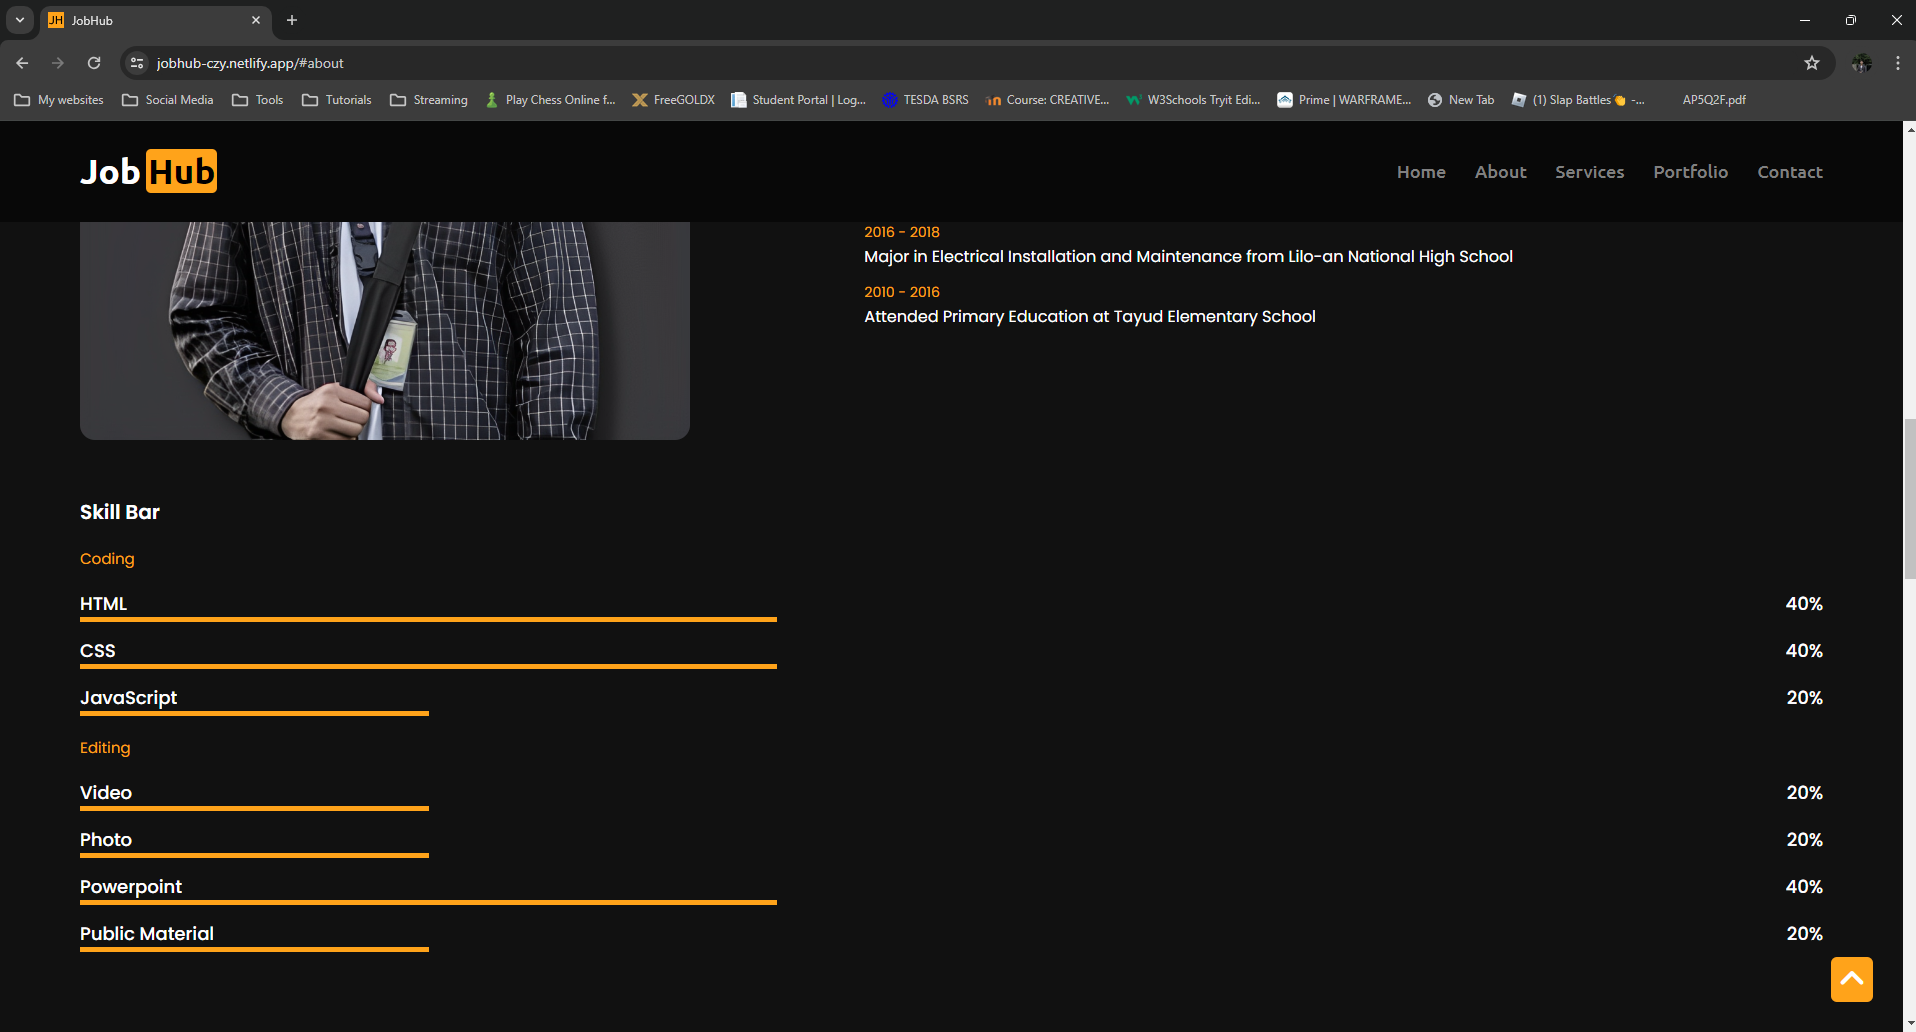 JH JobHub
jobhub-czy.netlify.app/#about
My websites Social Media Tools Tutorials Streaming Play Chess Online f... FreeGOLDX Student Portal | Log... TESDA BSRS Course: CREATIVE... W3Schools Tryit Edi... Prime | WARFRAME... New Tab (1) Slap Battles👏 -... AP5Q2F.pdf
Job Hub Home About Services Portfolio Contact
2016 - 2018
Major in Electrical Installation and Maintenance from Lilo-an National High School
2010 - 2016
Attended Primary Education at Tayud Elementary School
Skill Bar
Coding
HTML 40%
CSS 40%
JavaScript 20%
Editing
Video 20%
Photo 20%
Powerpoint 40%
Public Material 20%